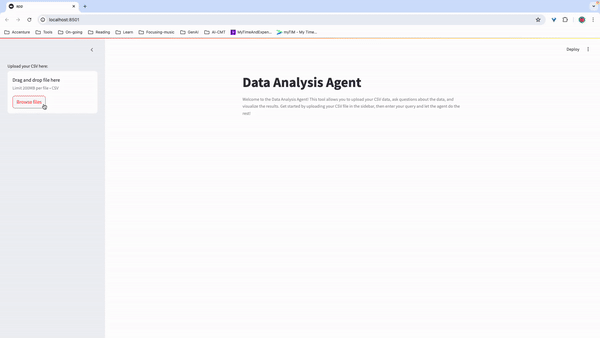 app
localhost:8501
Accenture Tools On-going Reading Learn Focusing-music GenAI AI-CMT MyTimeAndExpen... myTIM – My Time...
Deploy
Upload your CSV here:
Drag and drop file here
Limit 200MB per file • CSV
Browse files
Data Analysis Agent
Welcome to the Data Analysis Agent! This tool allows you to upload your CSV data, ask questions about the data, and
visualize the results. Get started by uploading your CSV file in the sidebar, then enter your query and let the agent do the
rest!